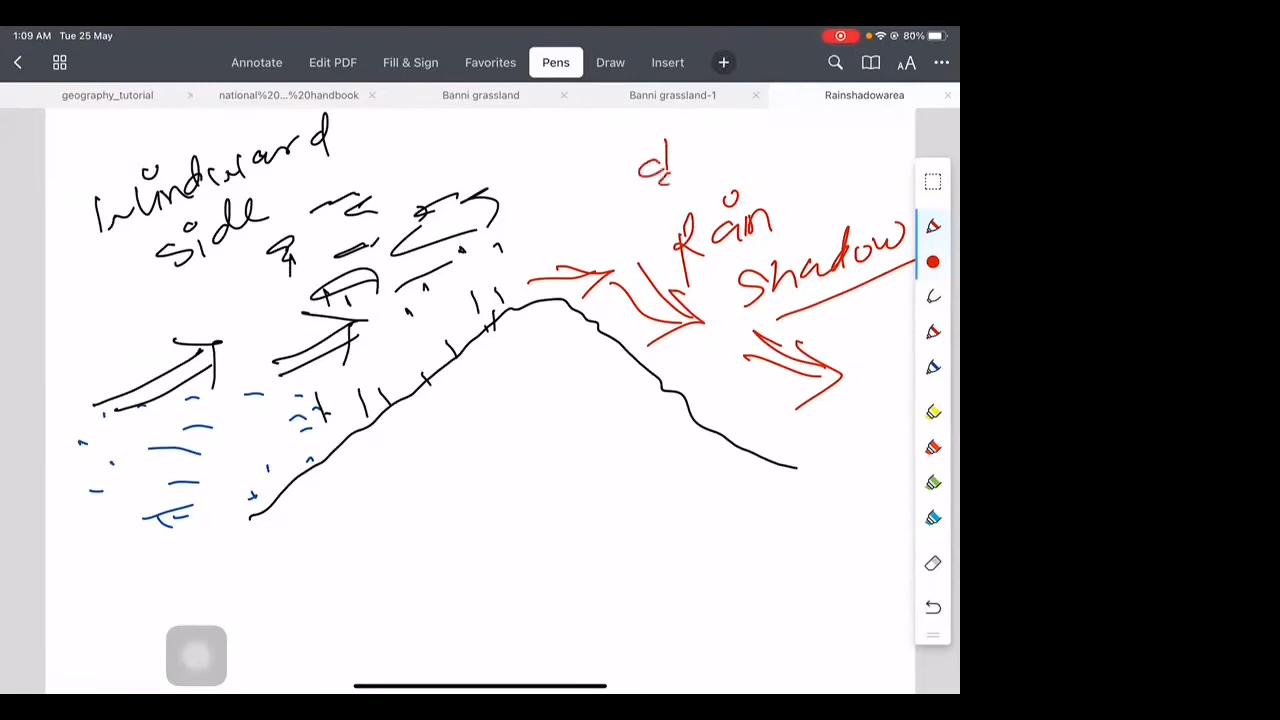 1:09 AM Tue 25 May
80%
Annotate Edit PDF Fill & Sign Favorites Pens Draw Insert
AA
geography_tutorial × national%20...%20handbook × Banni grassland × Banni grassland-1 × Rainshadowarea ×
Windward
side
Rain
Shadow